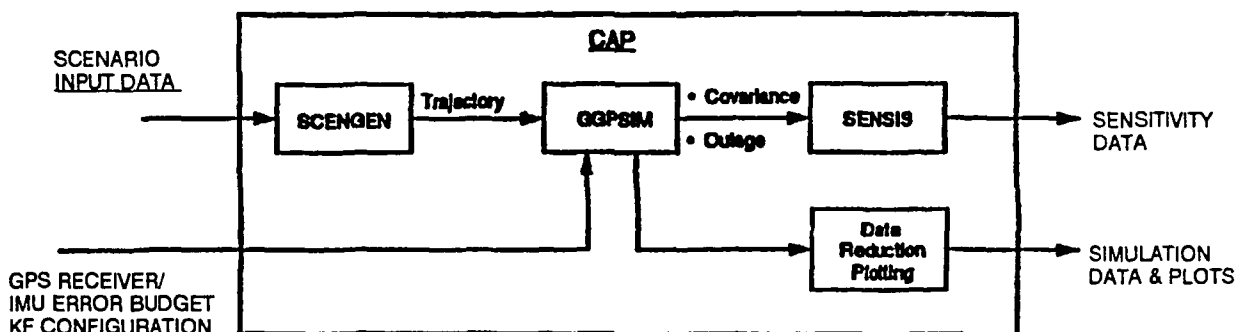 CAP
SCENARIO
INPUT DATA
SCENGEN
Trajectory
GGPSIM
• Covariance
• Outage
SENSIS
SENSITIVITY
DATA
Data
Reduction
Plotting
SIMULATION
DATA & PLOTS
GPS RECEIVER/
IMU ERROR BUDGET
KF CONFIGURATION